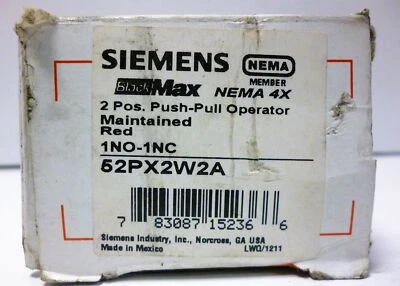 SIEMENS
NEMA
MEMBER
BlackMax NEMA 4X
2 Pos. Push-Pull Operator
Maintained
Red
1NO-1NC
52PX2W2A
7 83087 15236 6
Siemens Industry, Inc., Norcross, GA USA
Made in Mexico LWQ/1211